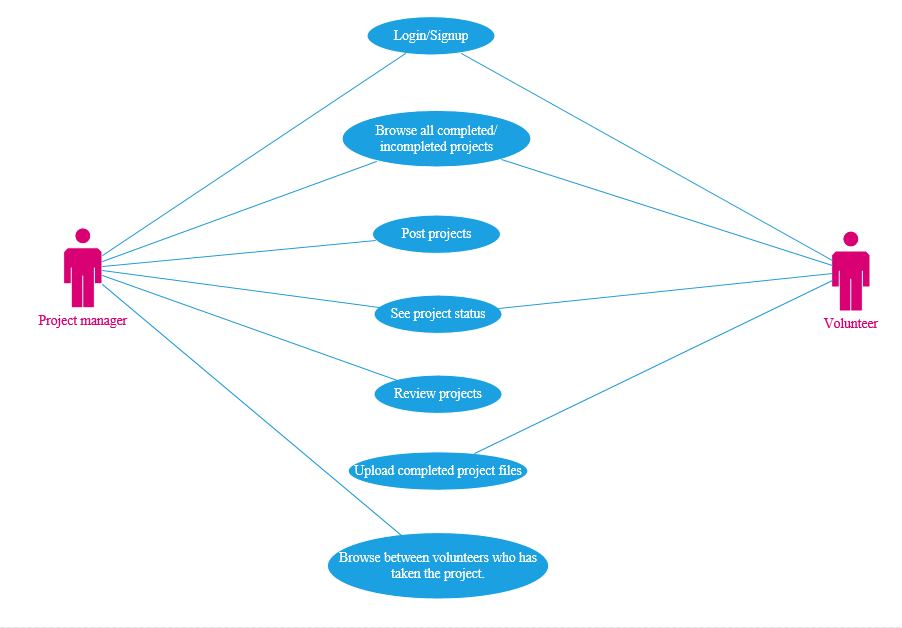 Login/Signup
Browse all completed/
incompleted projects
Post projects
See project status
Project manager
Volunteer
Review projects
Upload completed project files
Browse between volunteers who has
taken the project.